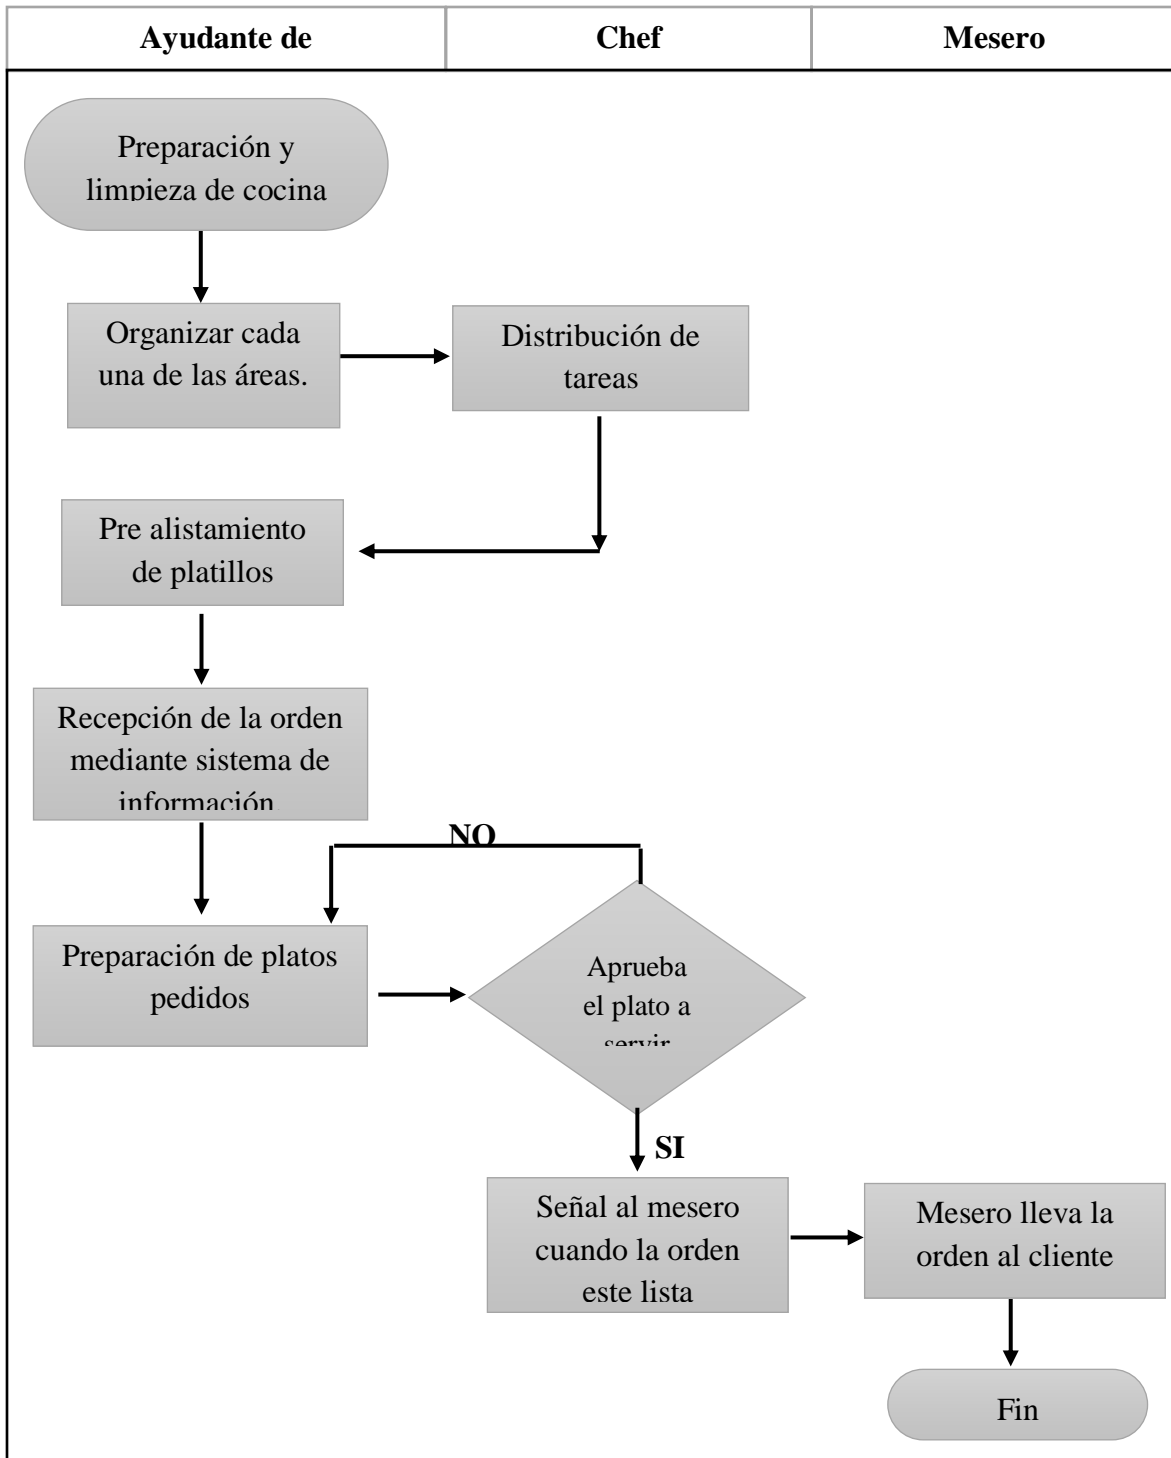 Ayudante de
Chef
Mesero
Preparación y
limpieza de cocina
Organizar cada
una de las áreas.
Distribución de
tareas
Pre alistamiento
de platillos
Recepción de la orden
mediante sistema de
información
NO
Preparación de platos
pedidos
Aprueba
el plato a
servir
SI
Señal al mesero
cuando la orden
este lista
Mesero lleva la
orden al cliente
Fin